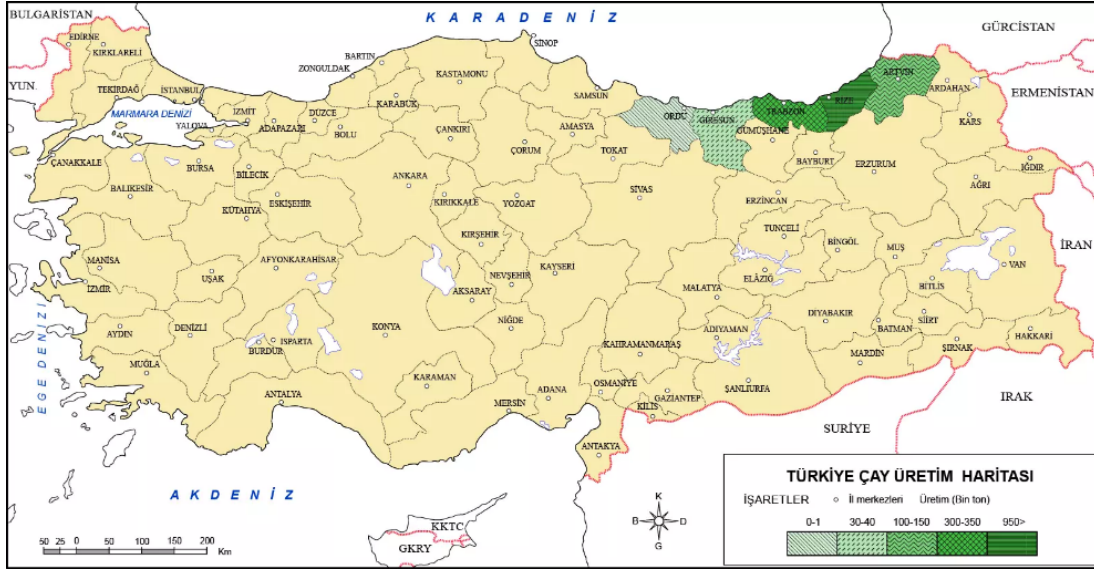 KARADENİZ
BULGARİSTAN
GÜRCİSTAN
EDİRNE
KIRKLARELİ
SİNOP
BARTIN
ZONGULDAK
KASTAMONU
ARTVİN
YUN.
TEKİRDAĞ
İSTANBUL
SAMSUN
ARDAHAN
ERMENİSTAN
MARMARA DENİZİ
İZMİT
DÜZCE
KARABÜK
ORDU
GİRESUN
TRABZON
RİZE
YALOVA
ADAPAZARI
BOLU
ÇANKIRI
AMASYA
GÜMÜŞHANE
KARS
ÇANAKKALE
BURSA
BİLECİK
ÇORUM
TOKAT
BAYBURT
ERZURUM
IĞDIR
BALIKESİR
ANKARA
KIRIKKALE
YOZGAT
SİVAS
ERZİNCAN
AĞRI
KÜTAHYA
ESKİŞEHİR
KIRŞEHİR
TUNCELİ
BİNGÖL
MUŞ
İRAN
MANİSA
UŞAK
AFYONKARAHİSAR
NEVŞEHİR
KAYSERİ
ELAZIĞ
VAN
İZMİR
AKSARAY
MALATYA
BİTLİS
EGE DENİZİ
AYDIN
DENİZLİ
KONYA
NİĞDE
ADIYAMAN
DİYABAKIR
BATMAN
SİİRT
HAKKARİ
BURDUR
ISPARTA
KAHRAMANMARAŞ
MARDİN
ŞIRNAK
MUĞLA
KARAMAN
ADANA
OSMANİYE
GAZİANTEP
ŞANLIURFA
ANTALYA
MERSİN
KİLİS
IRAK
SURİYE
ANTAKYA
AKDENİZ
TÜRKİYE ÇAY ÜRETİM HARİTASI
İŞARETLER
İl merkezleri
Üretim (Bin ton)
0-1
30-40
100-150
300-350
950>
K
B
D
G
KKTC
GKRY
50 25 0 50 100 150 200
Km